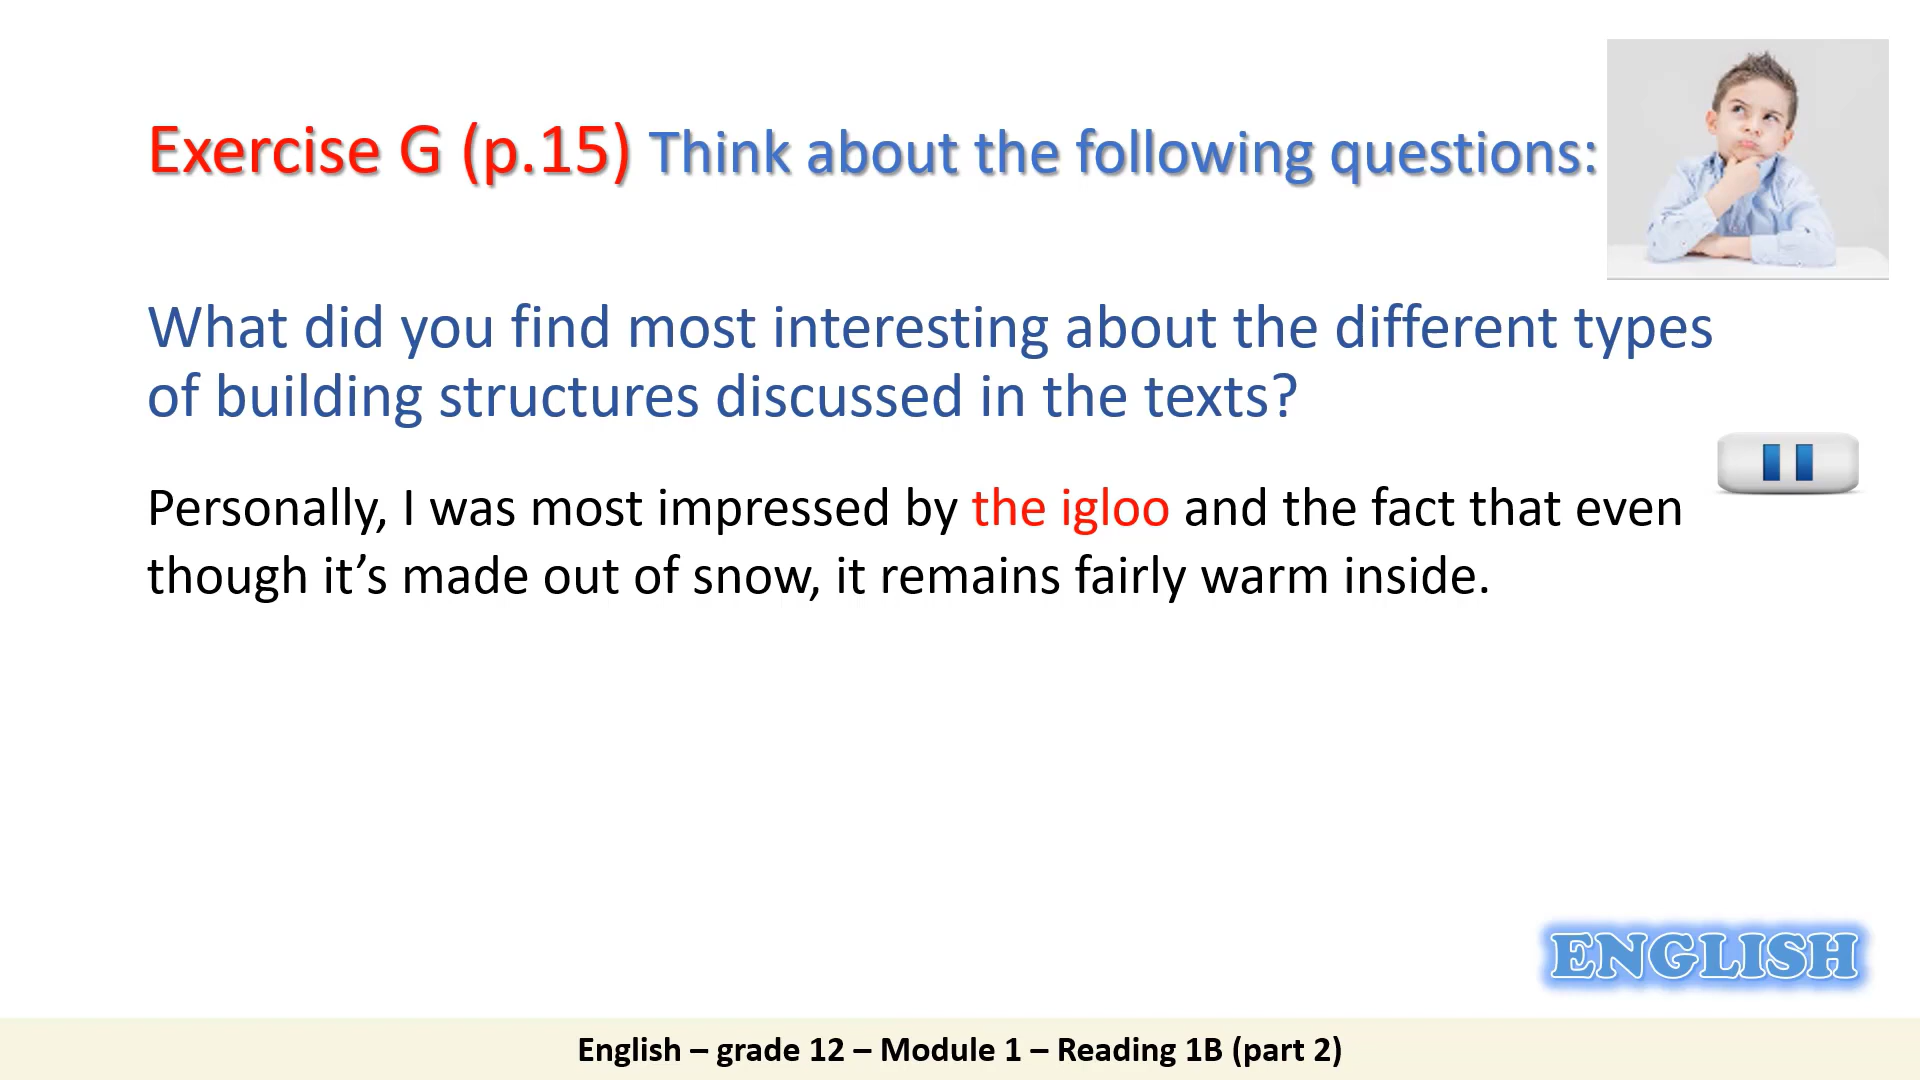 Exercise G (p.15) Think about the following questions:
What did you find most interesting about the different types
of building structures discussed in the texts?
Personally, I was most impressed by the igloo and the fact that even
though it’s made out of snow, it remains fairly warm inside.
ENGLISH
English – grade 12 – Module 1 – Reading 1B (part 2)